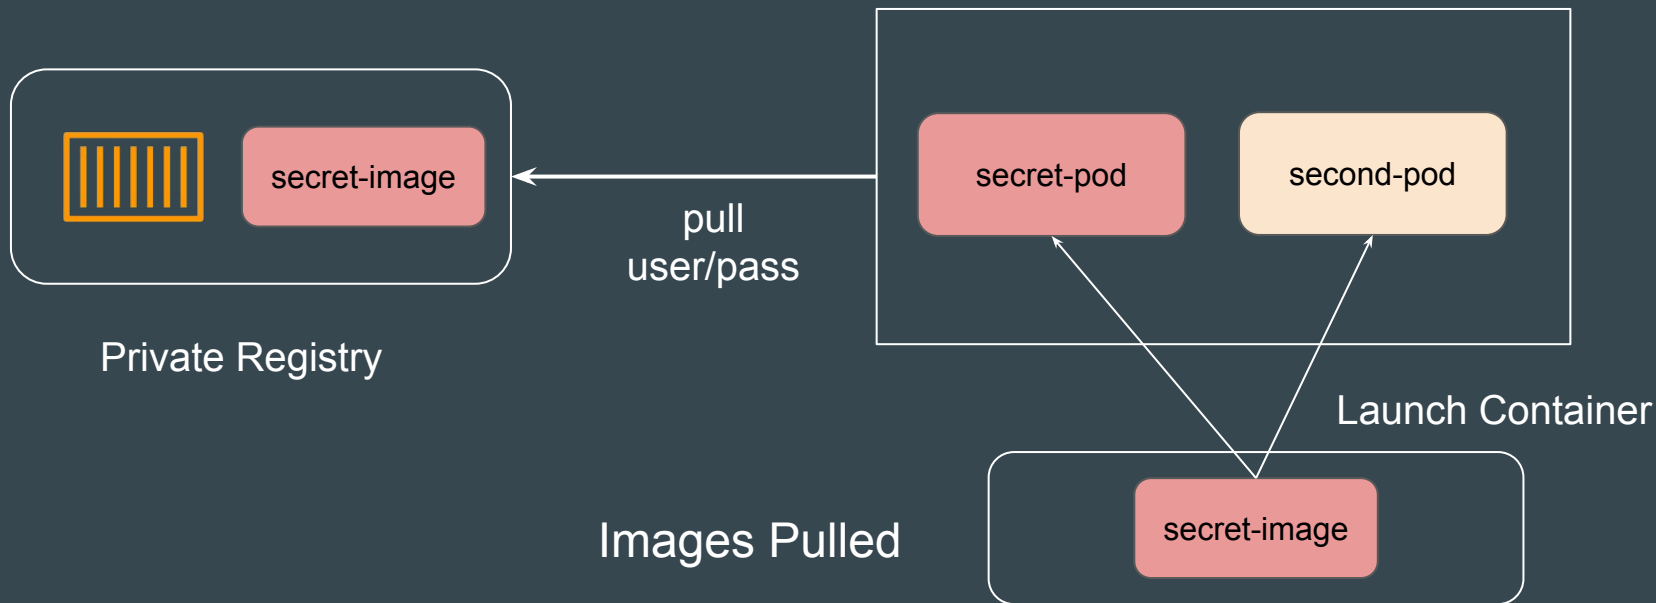 secret-image
Private Registry
pull
user/pass
secret-pod
second-pod
Launch Container
Images Pulled
secret-image